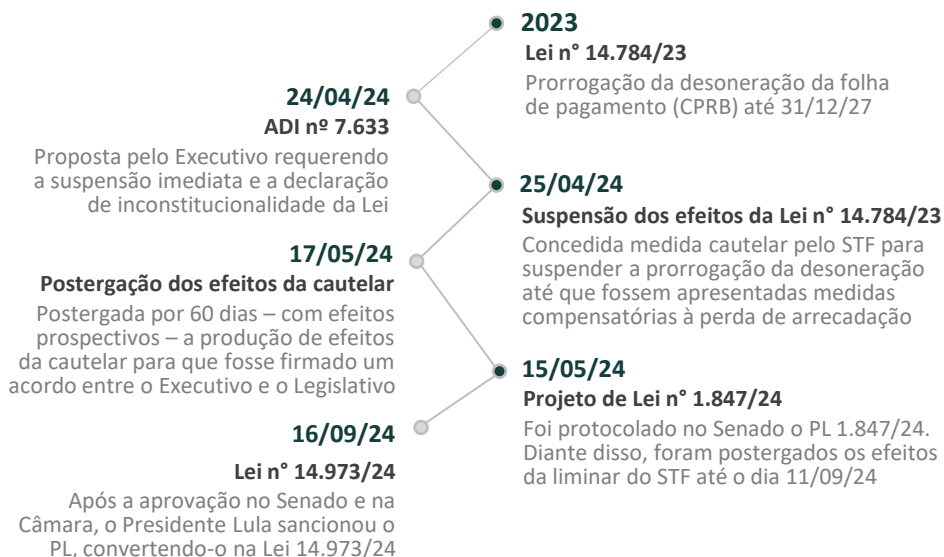 2023
Lei n° 14.784/23
Prorrogação da desoneração da folha
de pagamento (CPRB) até 31/12/27
24/04/24
ADI nº 7.633
Proposta pelo Executivo requerendo
a suspensão imediata e a declaração
de inconstitucionalidade da Lei
25/04/24
Suspensão dos efeitos da Lei n° 14.784/23
Concedida medida cautelar pelo STF para
suspender a prorrogação da desoneração
até que fossem apresentadas medidas
compensatórias à perda de arrecadação
17/05/24
Postergação dos efeitos da cautelar
Postergada por 60 dias – com efeitos
prospectivos – a produção de efeitos
da cautelar para que fosse firmado um
acordo entre o Executivo e o Legislativo
15/05/24
Projeto de Lei n° 1.847/24
Foi protocolado no Senado o PL 1.847/24.
Diante disso, foram postergados os efeitos
da liminar do STF até o dia 11/09/24
16/09/24
Lei n° 14.973/24
Após a aprovação no Senado e na
Câmara, o Presidente Lula sancionou o
PL, convertendo-o na Lei 14.973/24